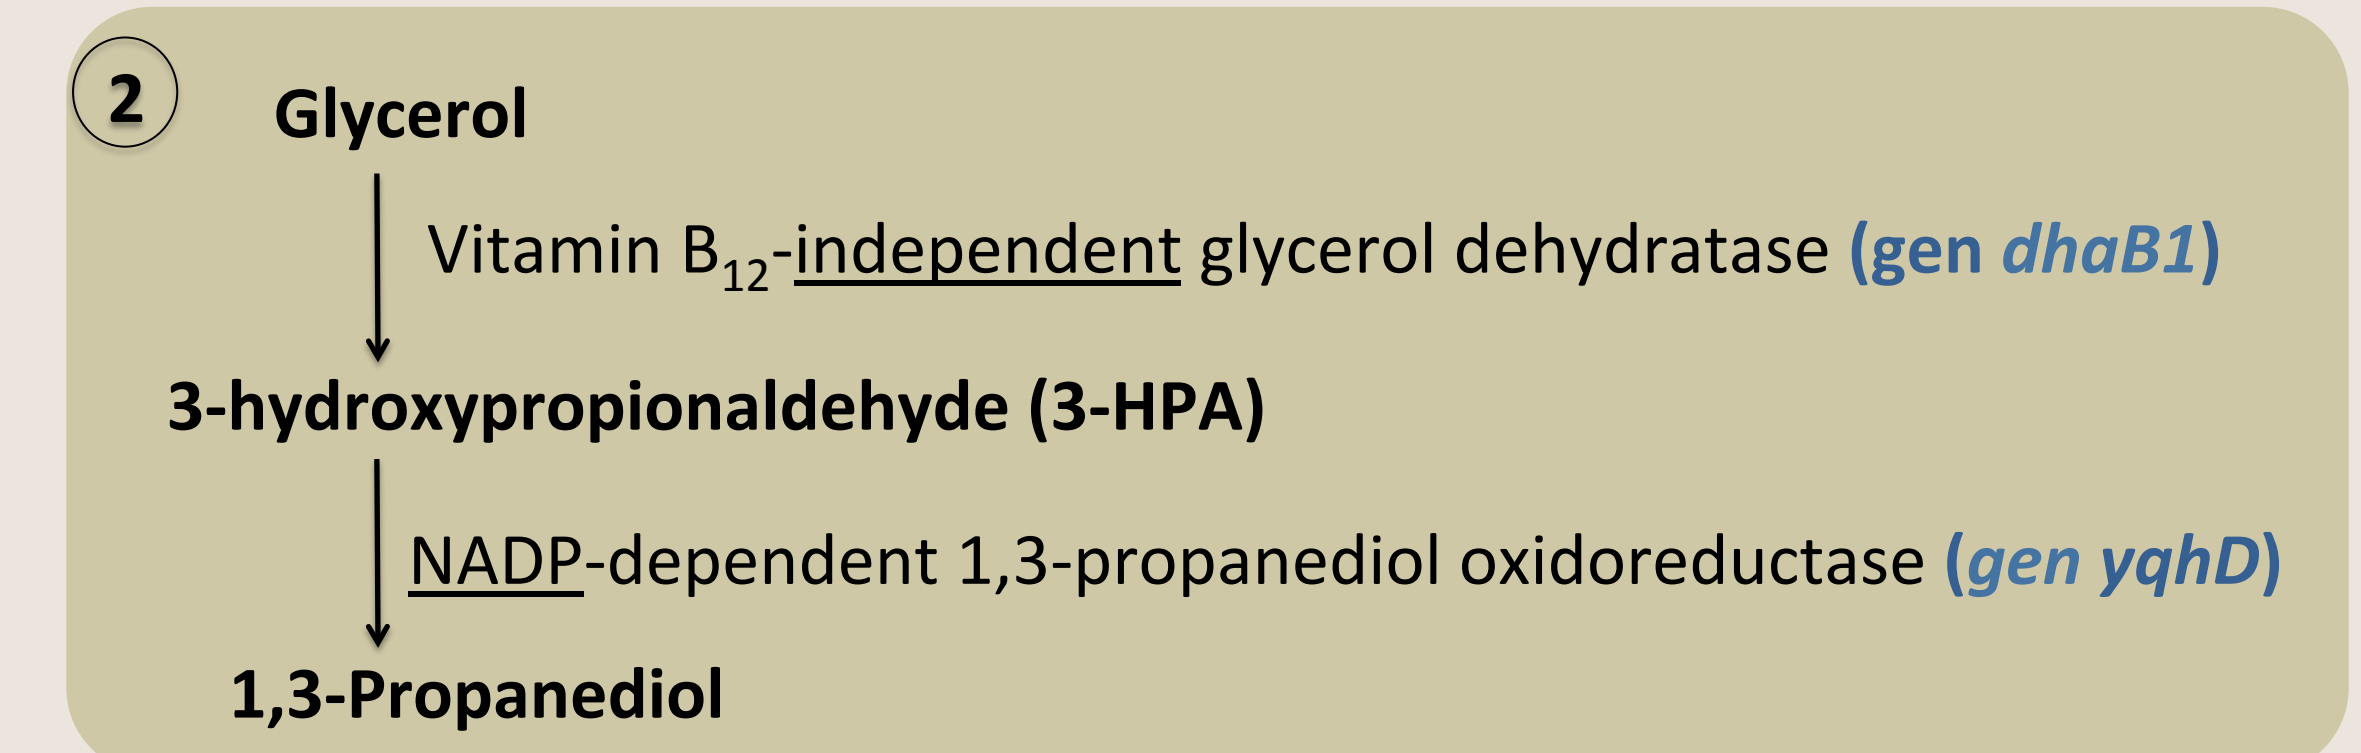 2
Glycerol
Vitamin B₁₂-independent glycerol dehydratase (gen dhaB1)
3-hydroxypropionaldehyde (3-HPA)
NADP-dependent 1,3-propanediol oxidoreductase (gen yqhD)
1,3-Propanediol